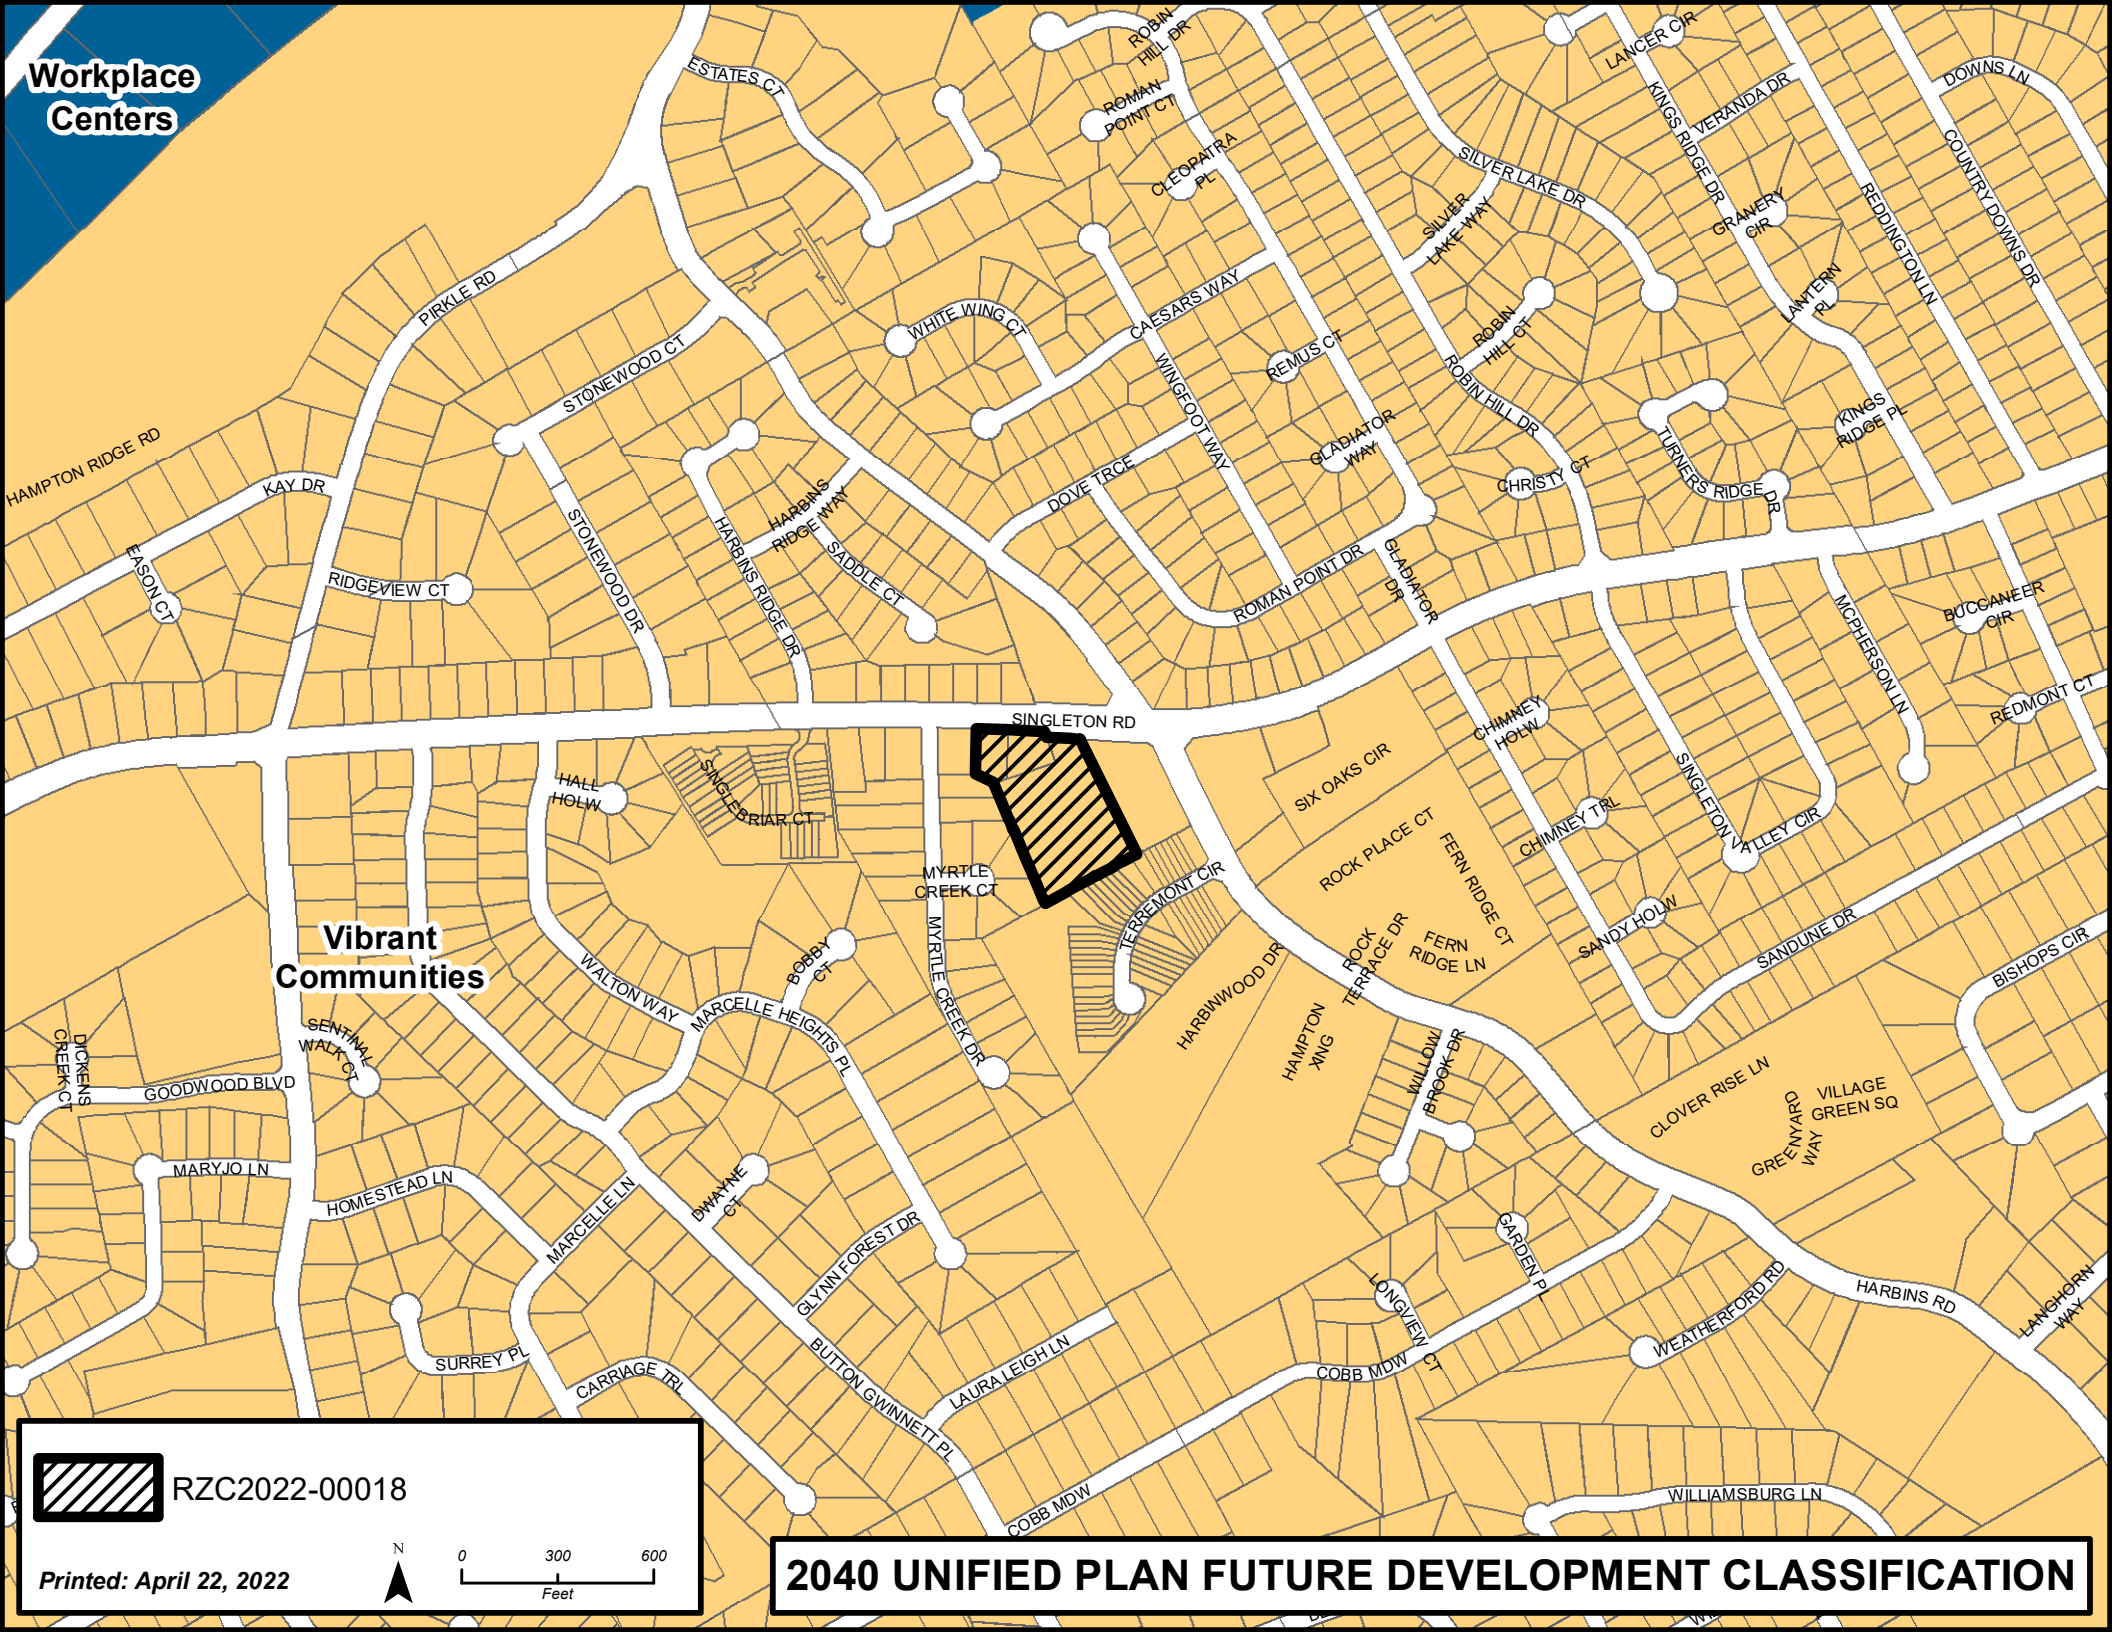 Workplace
Centers
ESTATES CT
ROBIN
HILL DR
ROMAN
POINT CT
CLEOPATRA
PL
LANCER CIR
KINGS RIDGE DR
VERANDA DR
DOWNS LN
COUNTRY DOWNS DR
REDDINGTON LN
SILVER LAKE DR
SILVER
LAKE WAY
GRANERY
CIR
LANTERN
PL
PIRKLE RD
WHITE WING CT
CAESARS WAY
WINGFOOT WAY
REMUS CT
ROBIN
HILL CT
ROBIN HILL DR
STONEWOOD CT
GLADIATOR
WAY
CHRISTY CT
TURNERS RIDGE
DR
KINGS
RIDGE PL
HAMPTON RIDGE RD
KAY DR
EASON CT
RIDGEVIEW CT
STONEWOOD DR
HARBINS
RIDGE WAY
HARBINS RIDGE DR
SADDLE CT
DOVE TRCE
ROMAN POINT DR
GLADIATOR
DR
MCPHERSON LN
BUCCANEER
CIR
REDMONT CT
SINGLETON RD
CHIMNEY
HOLW
SIX OAKS CIR
SINGLETON
VALLEY CIR
HALL
HOLW
SINGLEBRIAR CT
ROCK PLACE CT
CHIMNEY TRL
FERN RIDGE CT
MYRTLE
CREEK CT
TERREMONT CIR
Vibrant
Communities
BOBBY
CT
WALTON WAY
MARCELLE HEIGHTS PL
MYRTLE CREEK DR
HARBINWOOD DR
ROCK
TERRACE DR
FERN
RIDGE LN
SANDY HOLW
SANDUNE DR
BISHOPS CIR
HAMPTON
XNG
WILLOW
BROOK DR
CLOVER RISE LN
GREENYARD
WAY
VILLAGE
GREEN SQ
DICKENS
CREEK CT
SENTINAL
WALK CT
GOODWOOD BLVD
MARYJO LN
HOMESTEAD LN
MARCELLE LN
DWAYNE
CT
GLYNN FOREST DR
GARDEN PL
LONGVIEW CT
WEATHERFORD RD
HARBINS RD
LANGHORN
WAY
SURREY PL
CARRIAGE TRL
BUTTON GWINNETT PL
LAURA LEIGH LN
COBB MDW
COBB MDW
WILLIAMSBURG LN
RZC2022-00018
Printed: April 22, 2022
N
0 300 600
Feet
2040 UNIFIED PLAN FUTURE DEVELOPMENT CLASSIFICATION